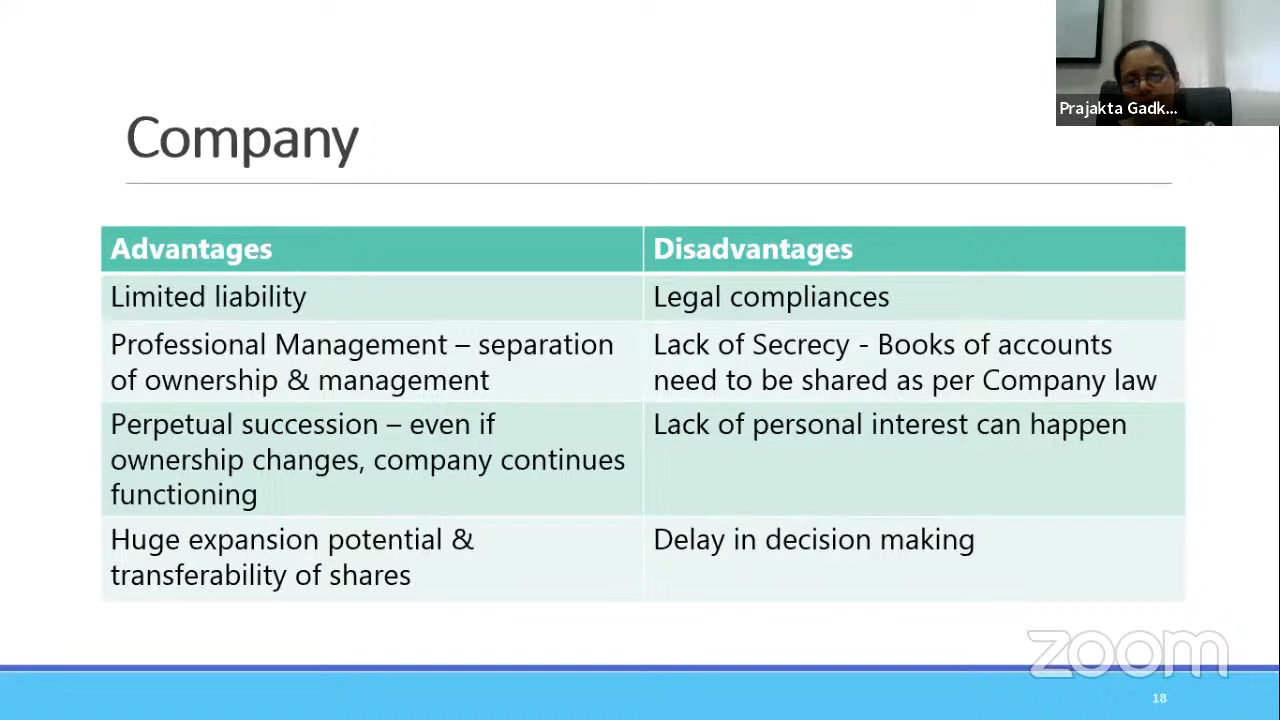 Prajakta Gadk...
Company
Advantages
Disadvantages
Limited liability
Legal compliances
Professional Management – separation
of ownership & management
Lack of Secrecy - Books of accounts
need to be shared as per Company law
Perpetual succession – even if
ownership changes, company continues
functioning
Lack of personal interest can happen
Huge expansion potential &
transferability of shares
Delay in decision making
zoom
18